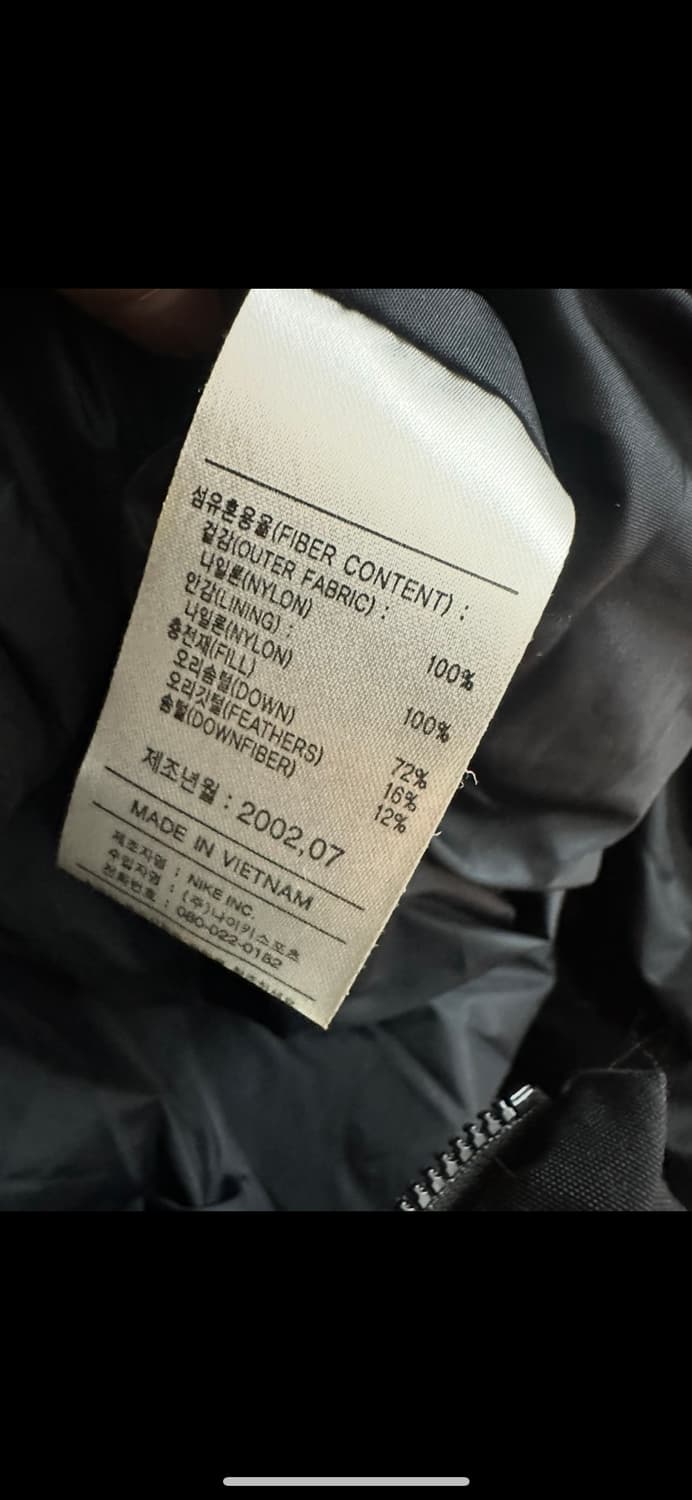 섬유혼용율(FIBER CONTENT) :
겉감(OUTER FABRIC) :
나일론(NYLON) 100%
안감(LINING) :
나일론(NYLON) 100%
충전재(FILL)
오리솜털(DOWN) 72%
오리깃털(FEATHERS) 16%
솜털(DOWNFIBER) 12%
제조년월 : 2002,07
MADE IN VIETNAM
제조자명 : NIKE INC.
수입자명 : (주)나이키스포츠
전화번호 : 080-022-0182